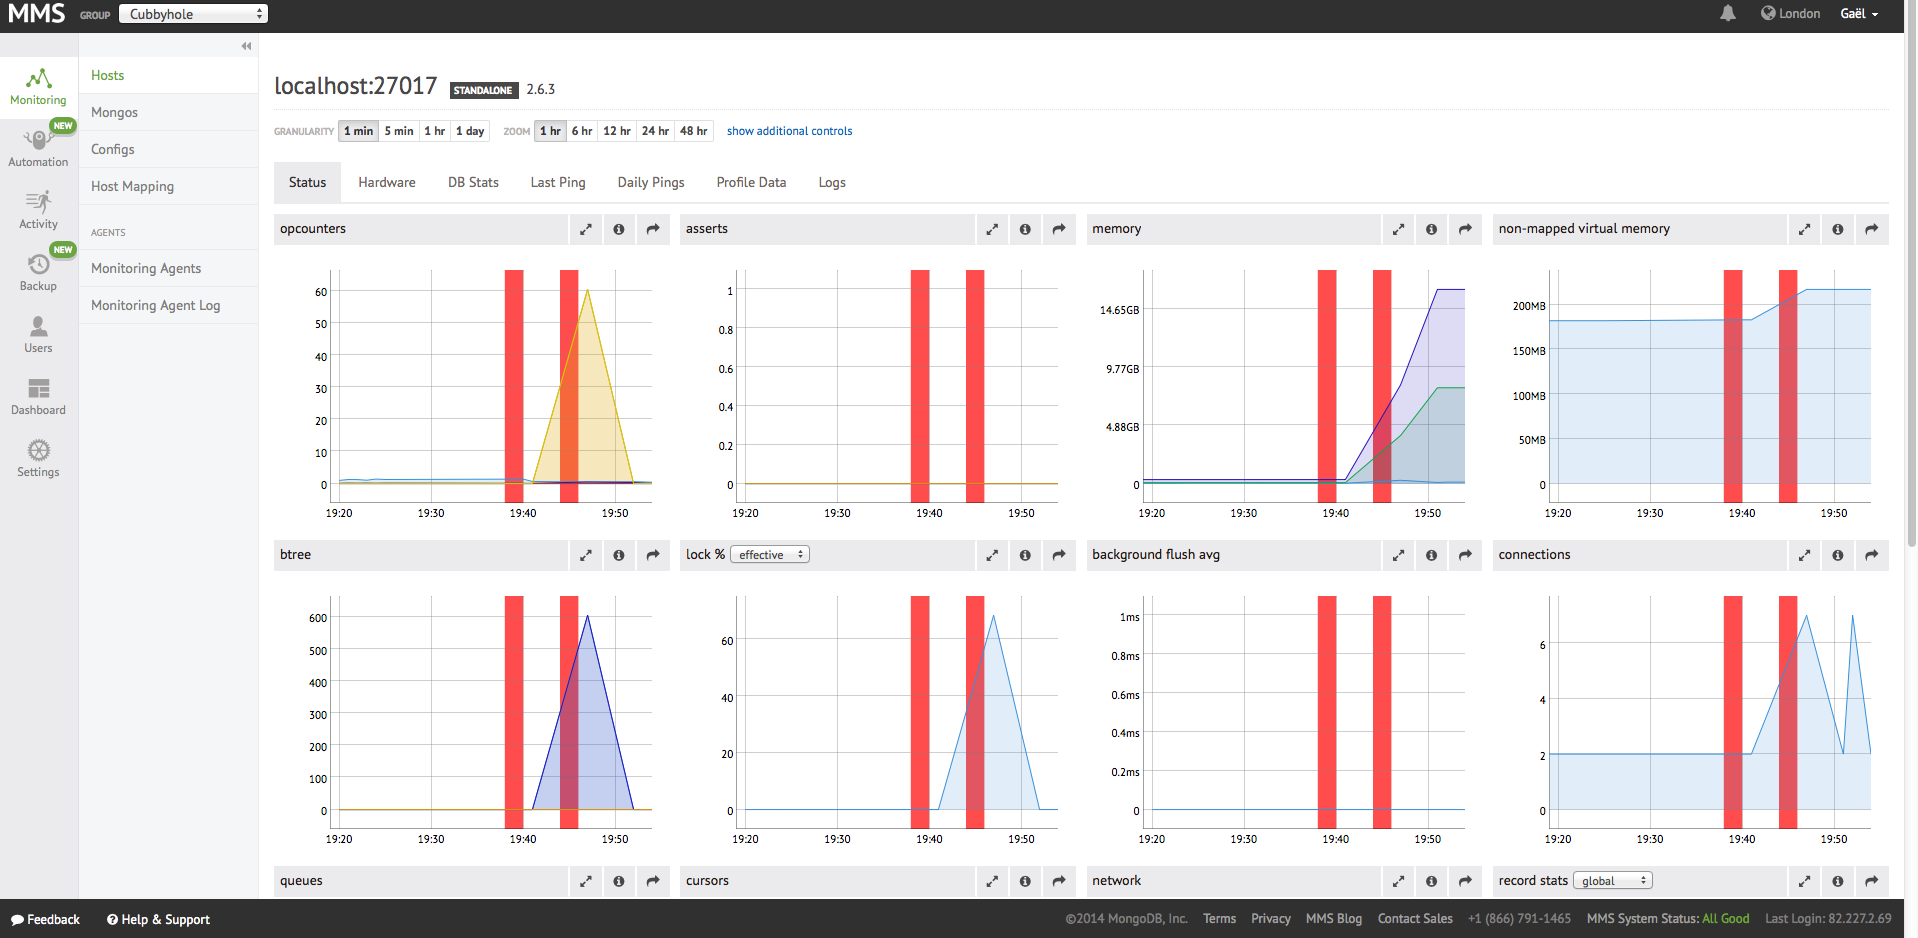 MMS GROUP Cubbyhole London Gaël
Monitoring
NEW
Automation
Activity
NEW
Backup
Users
Dashboard
Settings
Hosts
Mongos
Configs
Host Mapping
AGENTS
Monitoring Agents
Monitoring Agent Log
localhost:27017 STANDALONE 2.6.3
GRANULARITY 1 min 5 min 1 hr 1 day ZOOM 1 hr 6 hr 12 hr 24 hr 48 hr show additional controls
Status Hardware DB Stats Last Ping Daily Pings Profile Data Logs
opcounters
60
50
40
30
20
10
0
19:20 19:30 19:40 19:50
asserts
1
0.8
0.6
0.4
0.2
0
19:20 19:30 19:40 19:50
memory
14.65GB
9.77GB
4.88GB
0
19:20 19:30 19:40 19:50
non-mapped virtual memory
200MB
150MB
100MB
50MB
0
19:20 19:30 19:40 19:50
btree
600
500
400
300
200
100
0
19:20 19:30 19:40 19:50
lock % effective
60
40
20
0
19:20 19:30 19:40 19:50
background flush avg
1ms
0.8ms
0.6ms
0.4ms
0.2ms
0
19:20 19:30 19:40 19:50
connections
6
4
2
0
19:20 19:30 19:40 19:50
queues
cursors
network
record stats global
Feedback Help & Support ©2014 MongoDB, Inc. Terms Privacy MMS Blog Contact Sales +1 (866) 791-1465 MMS System Status: All Good Last Login: 82.227.2.69